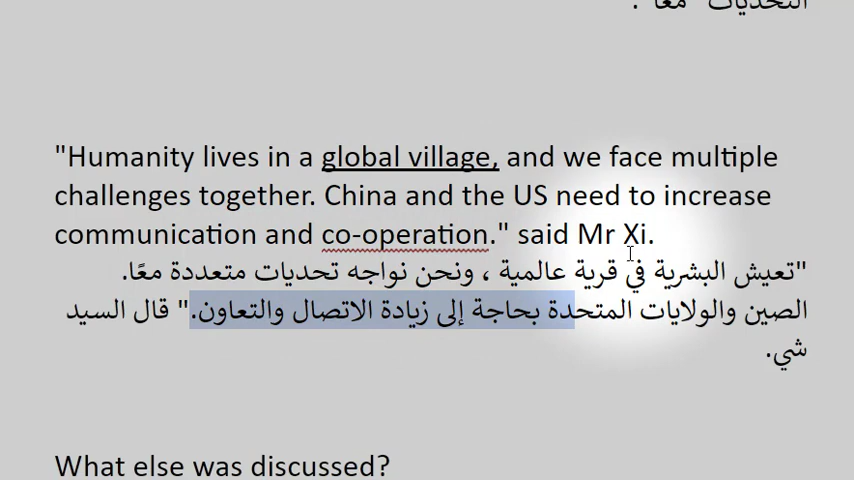 التحديات "معًا".
"Humanity lives in a global village, and we face multiple
challenges together. China and the US need to increase
communication and co-operation." said Mr Xi.
"تعيش البشرية في قرية عالمية ، ونحن نواجه تحديات متعددة معًا.
الصين والولايات المتحدة بحاجة إلى زيادة الاتصال والتعاون." قال السيد
شي.
What else was discussed?